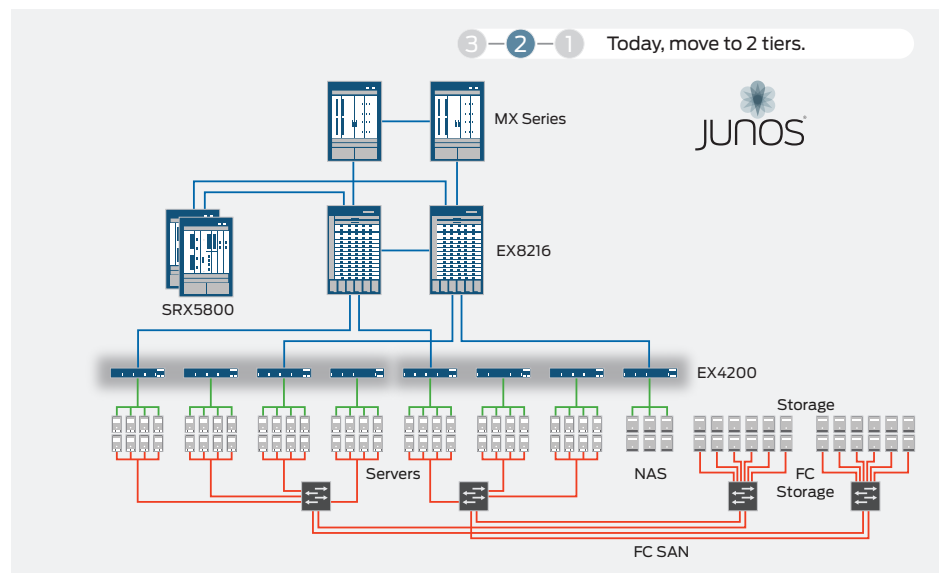 3 2 1 Today, move to 2 tiers.
MX Series
JUNOS
EX8216
SRX5800
EX4200
Storage
Servers
NAS
FC
Storage
FC SAN